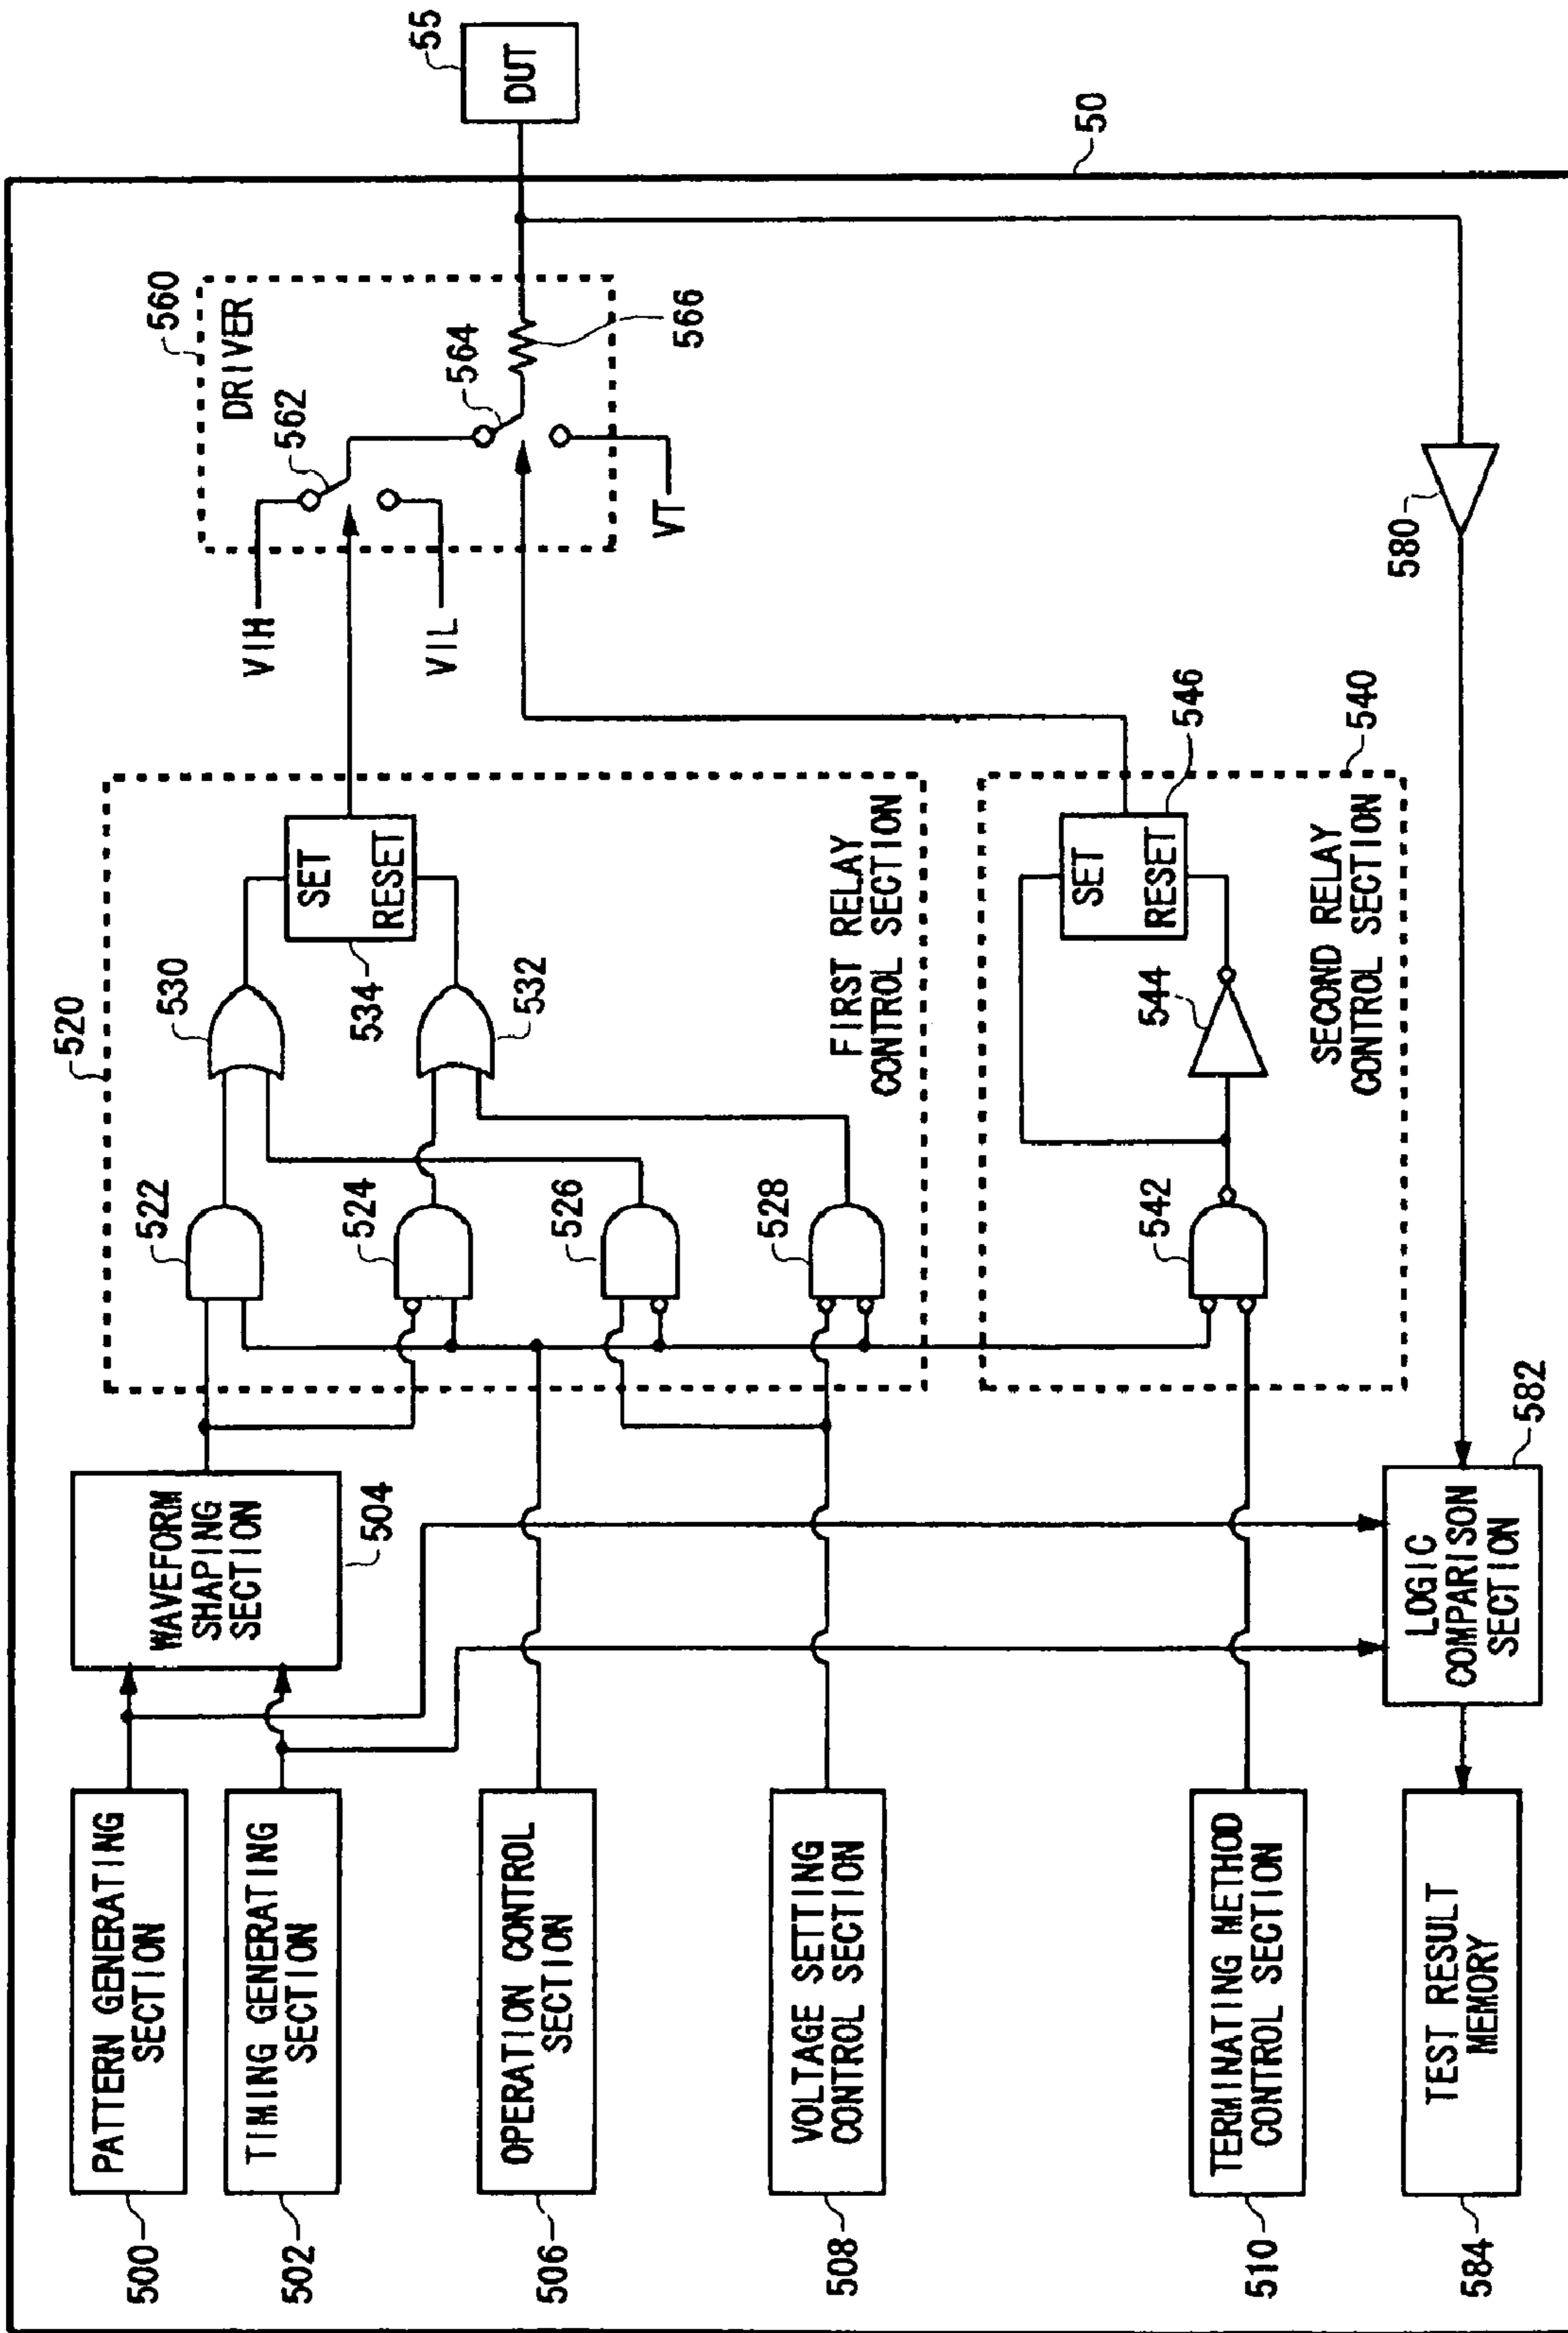 50
500
PATTERN GENERATING
SECTION
502
TIMING GENERATING
SECTION
504
WAVEFORM
SHAPING
SECTION
506
OPERATION CONTROL
SECTION
508
VOLTAGE SETTING
CONTROL SECTION
510
TERMINATING METHOD
CONTROL SECTION
584
TEST RESULT
MEMORY
582
LOGIC
COMPARISON
SECTION
520
522
524
526
528
530
532
534
SET
RESET
FIRST RELAY
CONTROL SECTION
540
542
544
546
SET
RESET
SECOND RELAY
CONTROL SECTION
560
DRIVER
562
564
566
VIH
VIL
VT
580
55
DUT